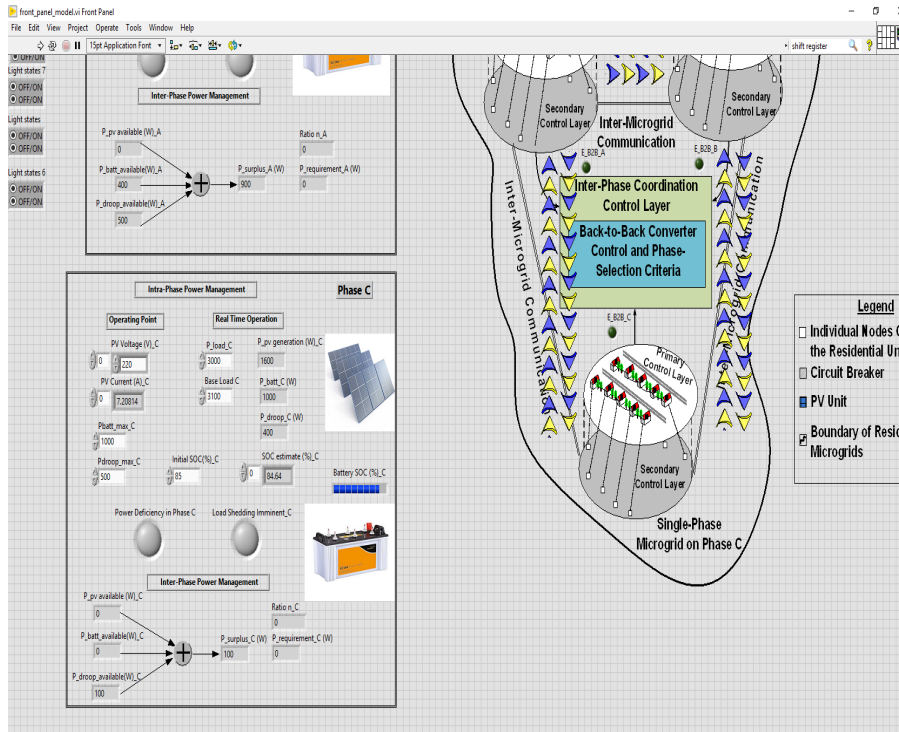 front_panel_model.vi Front Panel
File Edit View Project Operate Tools Window Help
15pt Application Font
shift register
OFF/ON
Light states 7
OFF/ON
OFF/ON
Light states
OFF/ON
OFF/ON
Light states 6
OFF/ON
OFF/ON
Inter-Phase Power Management
P_pv available (W)_A
0
P_batt_available(W)_A
400
P_droop_available(W)_A
500
P_surplus_A (W)
900
Ratio n_A
0
P_requirement_A (W)
0
Intra-Phase Power Management
Phase C
Operating Point
Real Time Operation
PV Voltage (V)_C
0
220
PV Current (A)_C
0
7.20814
Pbatt_max_C
1000
Pdroop_max_C
500
P_load_C
3000
Base Load C
3100
P_pv generation (W)_C
1600
P_batt_C (W)
1000
P_droop_C (W)
400
Initial SOC(%)_C
85
SOC estimate (%)_C
0
84.64
Battery SOC (%)_C
Power Deficiency in Phase C
Load Shedding Imminent_C
Inter-Phase Power Management
P_pv available (W)_C
0
P_batt_available(W)_C
0
P_droop_available(W)_C
100
P_surplus_C (W)
100
Ratio n_C
0
P_requirement_C (W)
0
Secondary
Control Layer
Secondary
Control Layer
Inter-Microgrid
Communication
E_B2B_A
E_B2B_B
Inter-Phase Coordination
Control Layer
Back-to-Back Converter
Control and Phase-
Selection Criteria
Inter-Microgrid Communication
E_B2B_C
Primary
Control Layer
Secondary
Control Layer
Single-Phase
Microgrid on Phase C
Legend
Individual Nodes
the Residential
Circuit Breaker
PV Unit
Boundary of
Microgrids